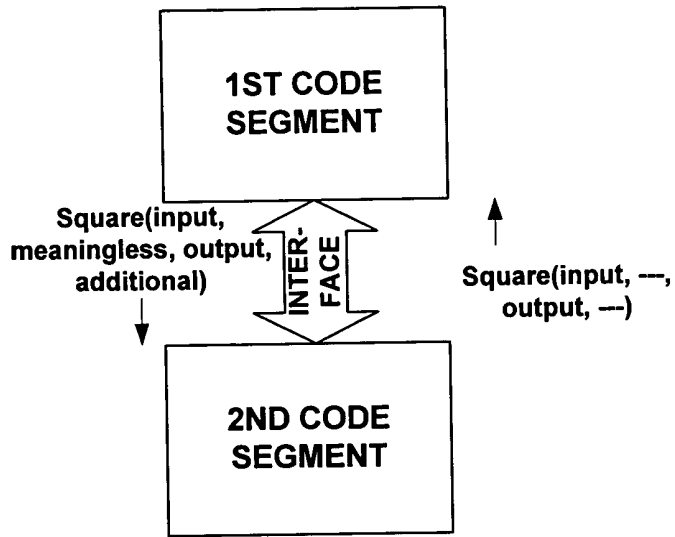 1ST CODE
SEGMENT
Square(input,
meaningless, output,
additional)
INTER-
FACE
Square(input, ---,
output, ---)
2ND CODE
SEGMENT